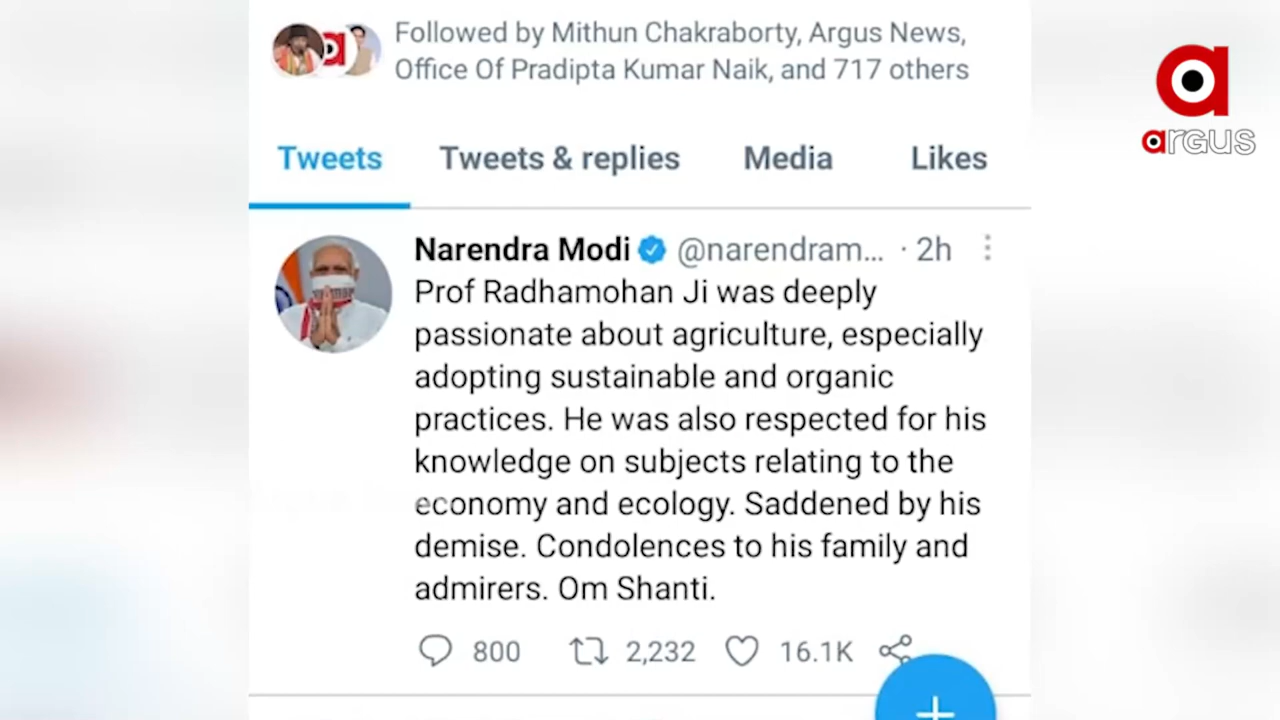 Followed by Mithun Chakraborty, Argus News,
Office Of Pradipta Kumar Naik, and 717 others
argus
Tweets Tweets & replies Media Likes
Narendra Modi @narendram... · 2h
Prof Radhamohan Ji was deeply
passionate about agriculture, especially
adopting sustainable and organic
practices. He was also respected for his
knowledge on subjects relating to the
economy and ecology. Saddened by his
demise. Condolences to his family and
admirers. Om Shanti.
800 2,232 16.1K